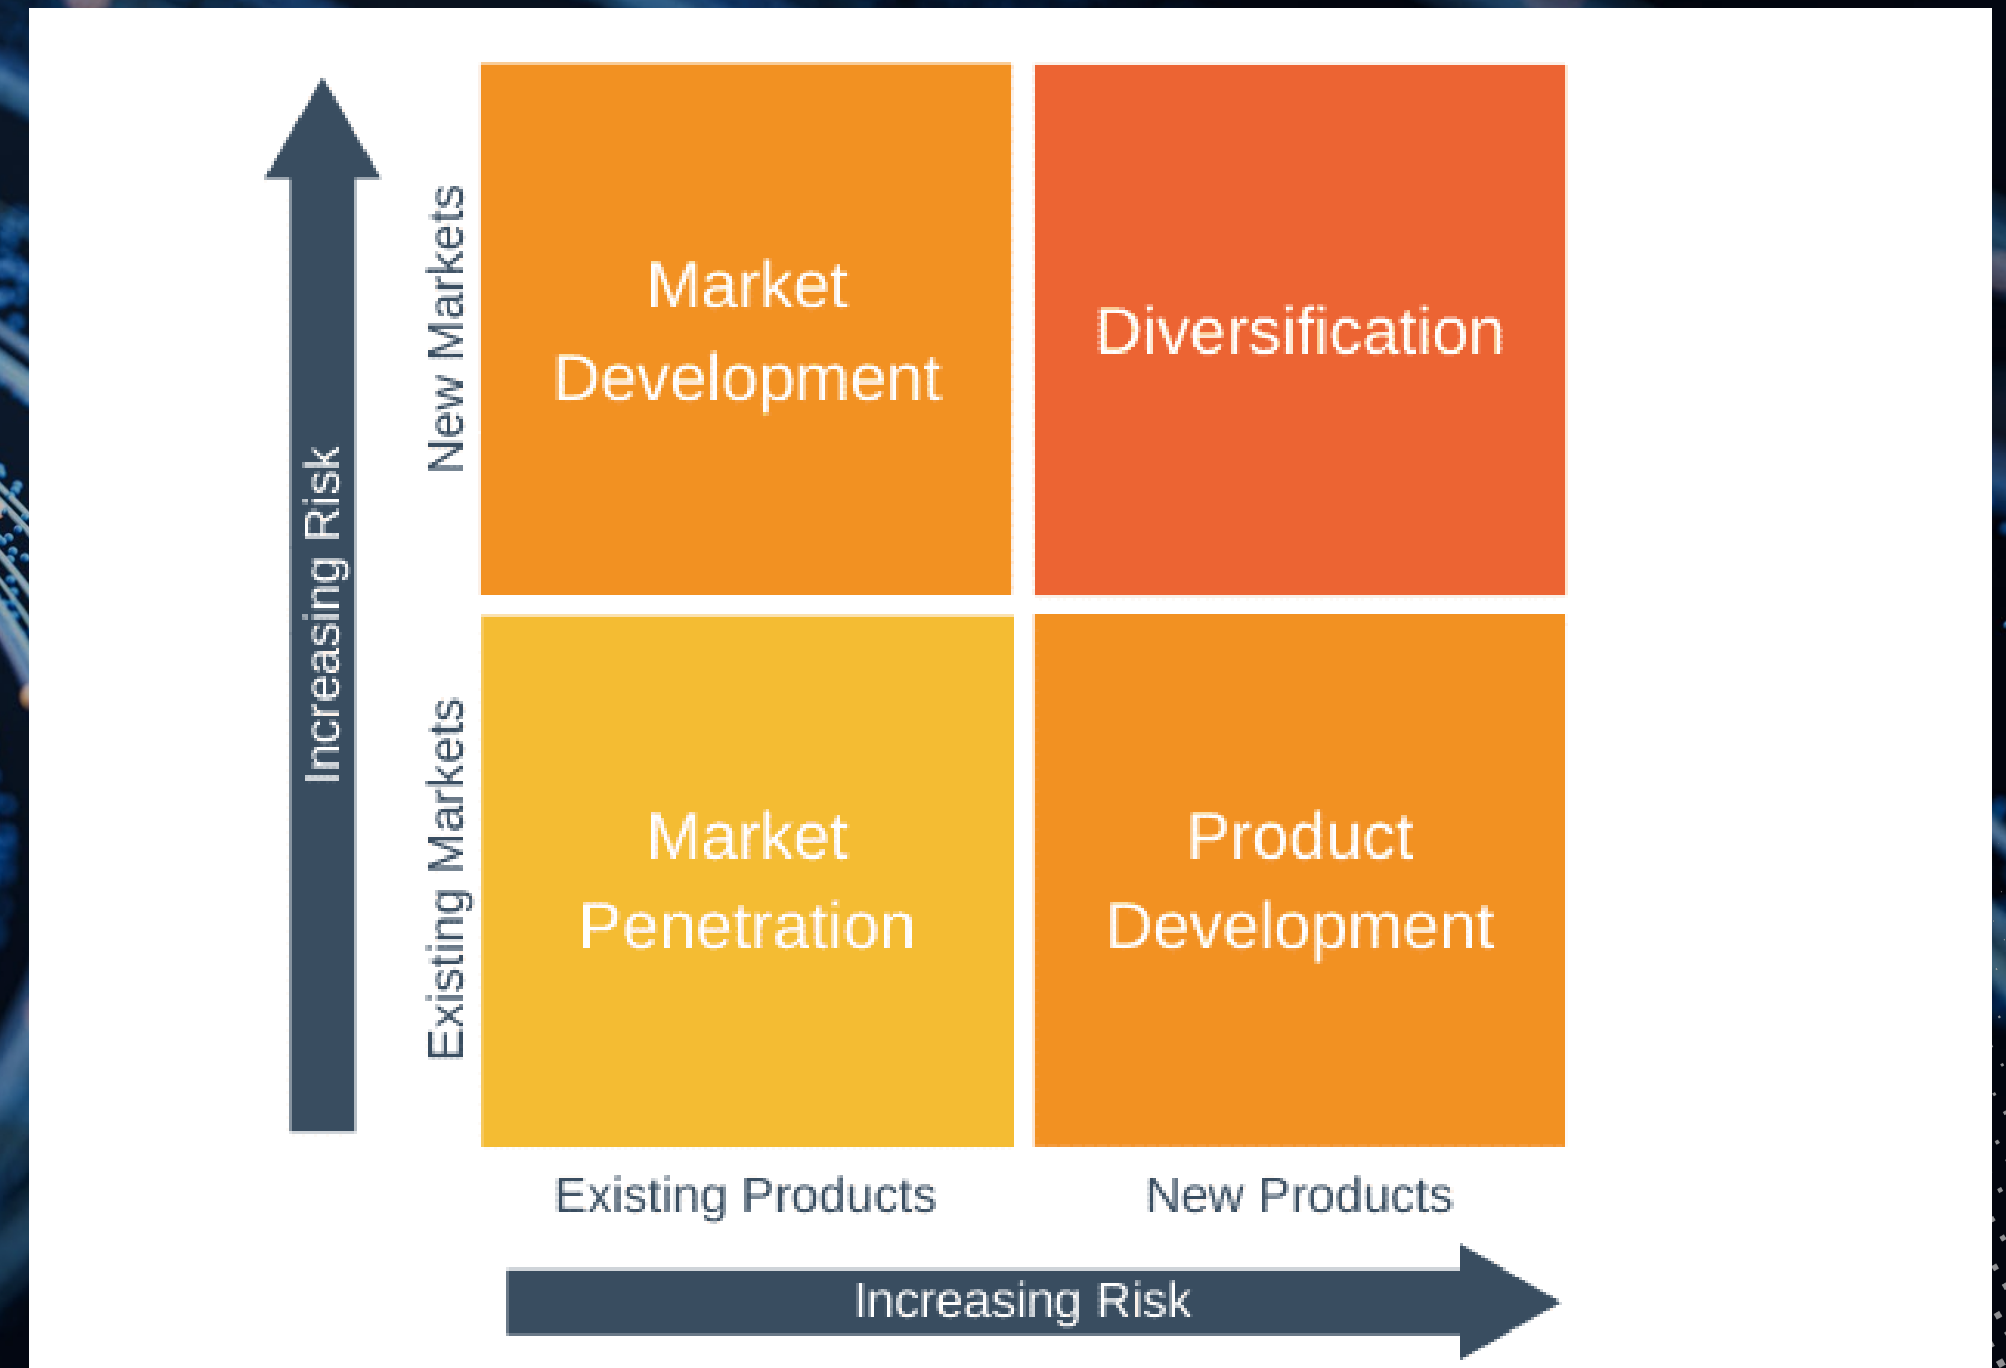 Increasing Risk
New Markets
Market
Development
Diversification
Existing Markets
Market
Penetration
Product
Development
Existing Products
New Products
Increasing Risk